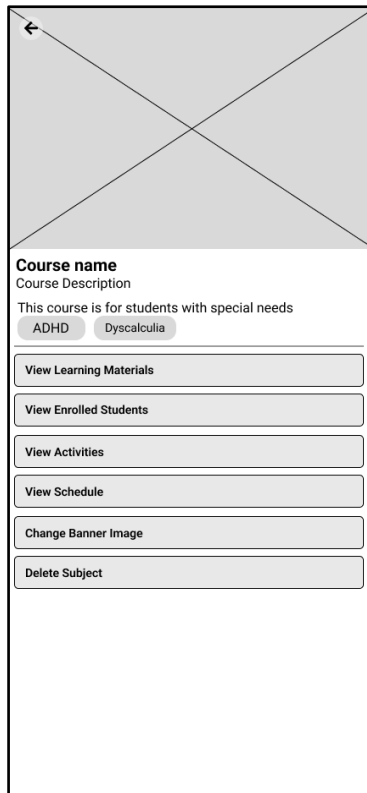 Course name
Course Description
This course is for students with special needs
ADHD Dyscalculia
View Learning Materials
View Enrolled Students
View Activities
View Schedule
Change Banner Image
Delete Subject